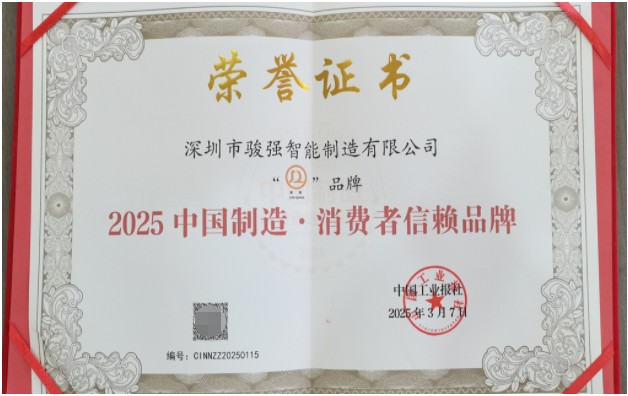 荣誉证书
深圳市骏强智能制造有限公司
“ ”品牌
2025 中国制造·消费者信赖品牌
中国工业报社
2025年3月7日
编号：CINNZZ20250115